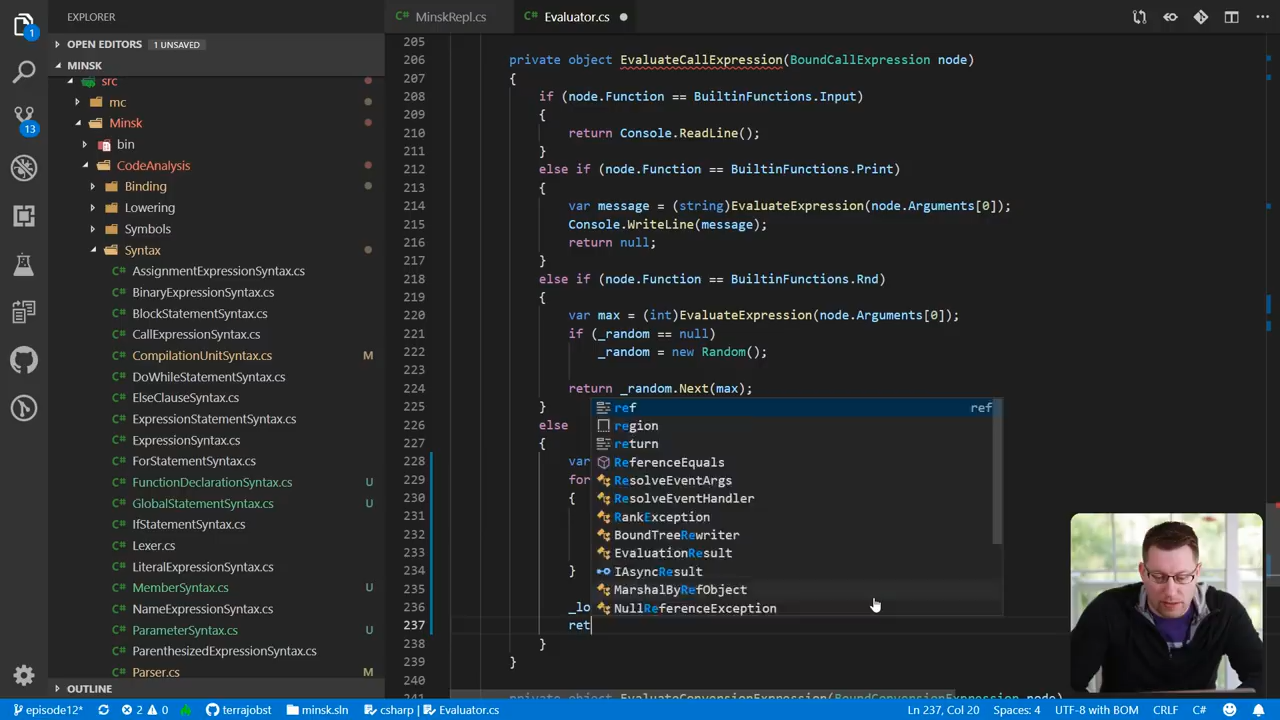 EXPLORER
MinskRepl.cs
Evaluator.cs
OPEN EDITORS 1 UNSAVED
MINSK
src
mc
Minsk
bin
CodeAnalysis
Binding
Lowering
Symbols
Syntax
AssignmentExpressionSyntax.cs
BinaryExpressionSyntax.cs
BlockStatementSyntax.cs
CallExpressionSyntax.cs
CompilationUnitSyntax.cs M
DoWhileStatementSyntax.cs
ElseClauseSyntax.cs
ExpressionStatementSyntax.cs
ExpressionSyntax.cs
ForStatementSyntax.cs
FunctionDeclarationSyntax.cs U
GlobalStatementSyntax.cs U
IfStatementSyntax.cs
Lexer.cs
LiteralExpressionSyntax.cs
MemberSyntax.cs U
NameExpressionSyntax.cs
ParameterSyntax.cs U
ParenthesizedExpressionSyntax.cs
Parser.cs M
OUTLINE
1
13
205
206 private object EvaluateCallExpression(BoundCallExpression node)
207 {
208 if (node.Function == BuiltinFunctions.Input)
209 {
210 return Console.ReadLine();
211 }
212 else if (node.Function == BuiltinFunctions.Print)
213 {
214 var message = (string)EvaluateExpression(node.Arguments[0]);
215 Console.WriteLine(message);
216 return null;
217 }
218 else if (node.Function == BuiltinFunctions.Rnd)
219 {
220 var max = (int)EvaluateExpression(node.Arguments[0]);
221 if (_random == null)
222 _random = new Random();
223
224 return _random.Next(max);
225 }
226 else
227 {
228 var
229 for
230 {
231
232
233
234 }
235
236 _lo
237 ret
238 }
239 }
240
241 private object EvaluateConversionExpression(BoundConversionExpression node)
ref ref
region
return
ReferenceEquals
ResolveEventArgs
ResolveEventHandler
RankException
BoundTreeRewriter
EvaluationResult
IAsyncResult
MarshalByRefObject
NullReferenceException
episode12* 2 0 terrajobst minsk.sln csharp Evaluator.cs Ln 237, Col 20 Spaces: 4 UTF-8 with BOM CRLF C#